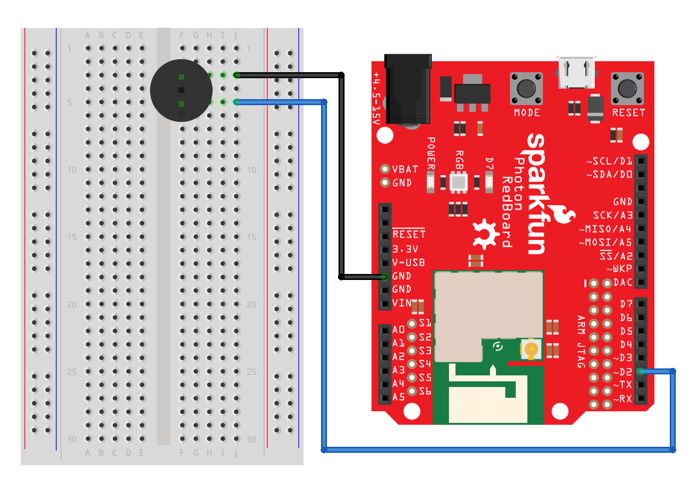 A B C D E F G H I J
1 1
5 5
10 10
15 15
20 20
25 25
30 30
A B C D E F G H I J
+4.5-15V
MODE
RESET
POWER
RGB
D7
sparkfun
Photon
RedBoard
VBAT
GND
RESET
3.3V
V-USB
GND
GND
VIN
A0
A1
A2
A3
A4
A5
S1
S2
S3
S4
S5
S6
~SCL/D1
~SDA/D0
GND
SCK/A3
~MISO/A4
~MOSI/A5
SS/A2
~WKP
DAC
1
ARM JTAG
D7
D6
D5
D4
~D3
~D2
~TX
~RX